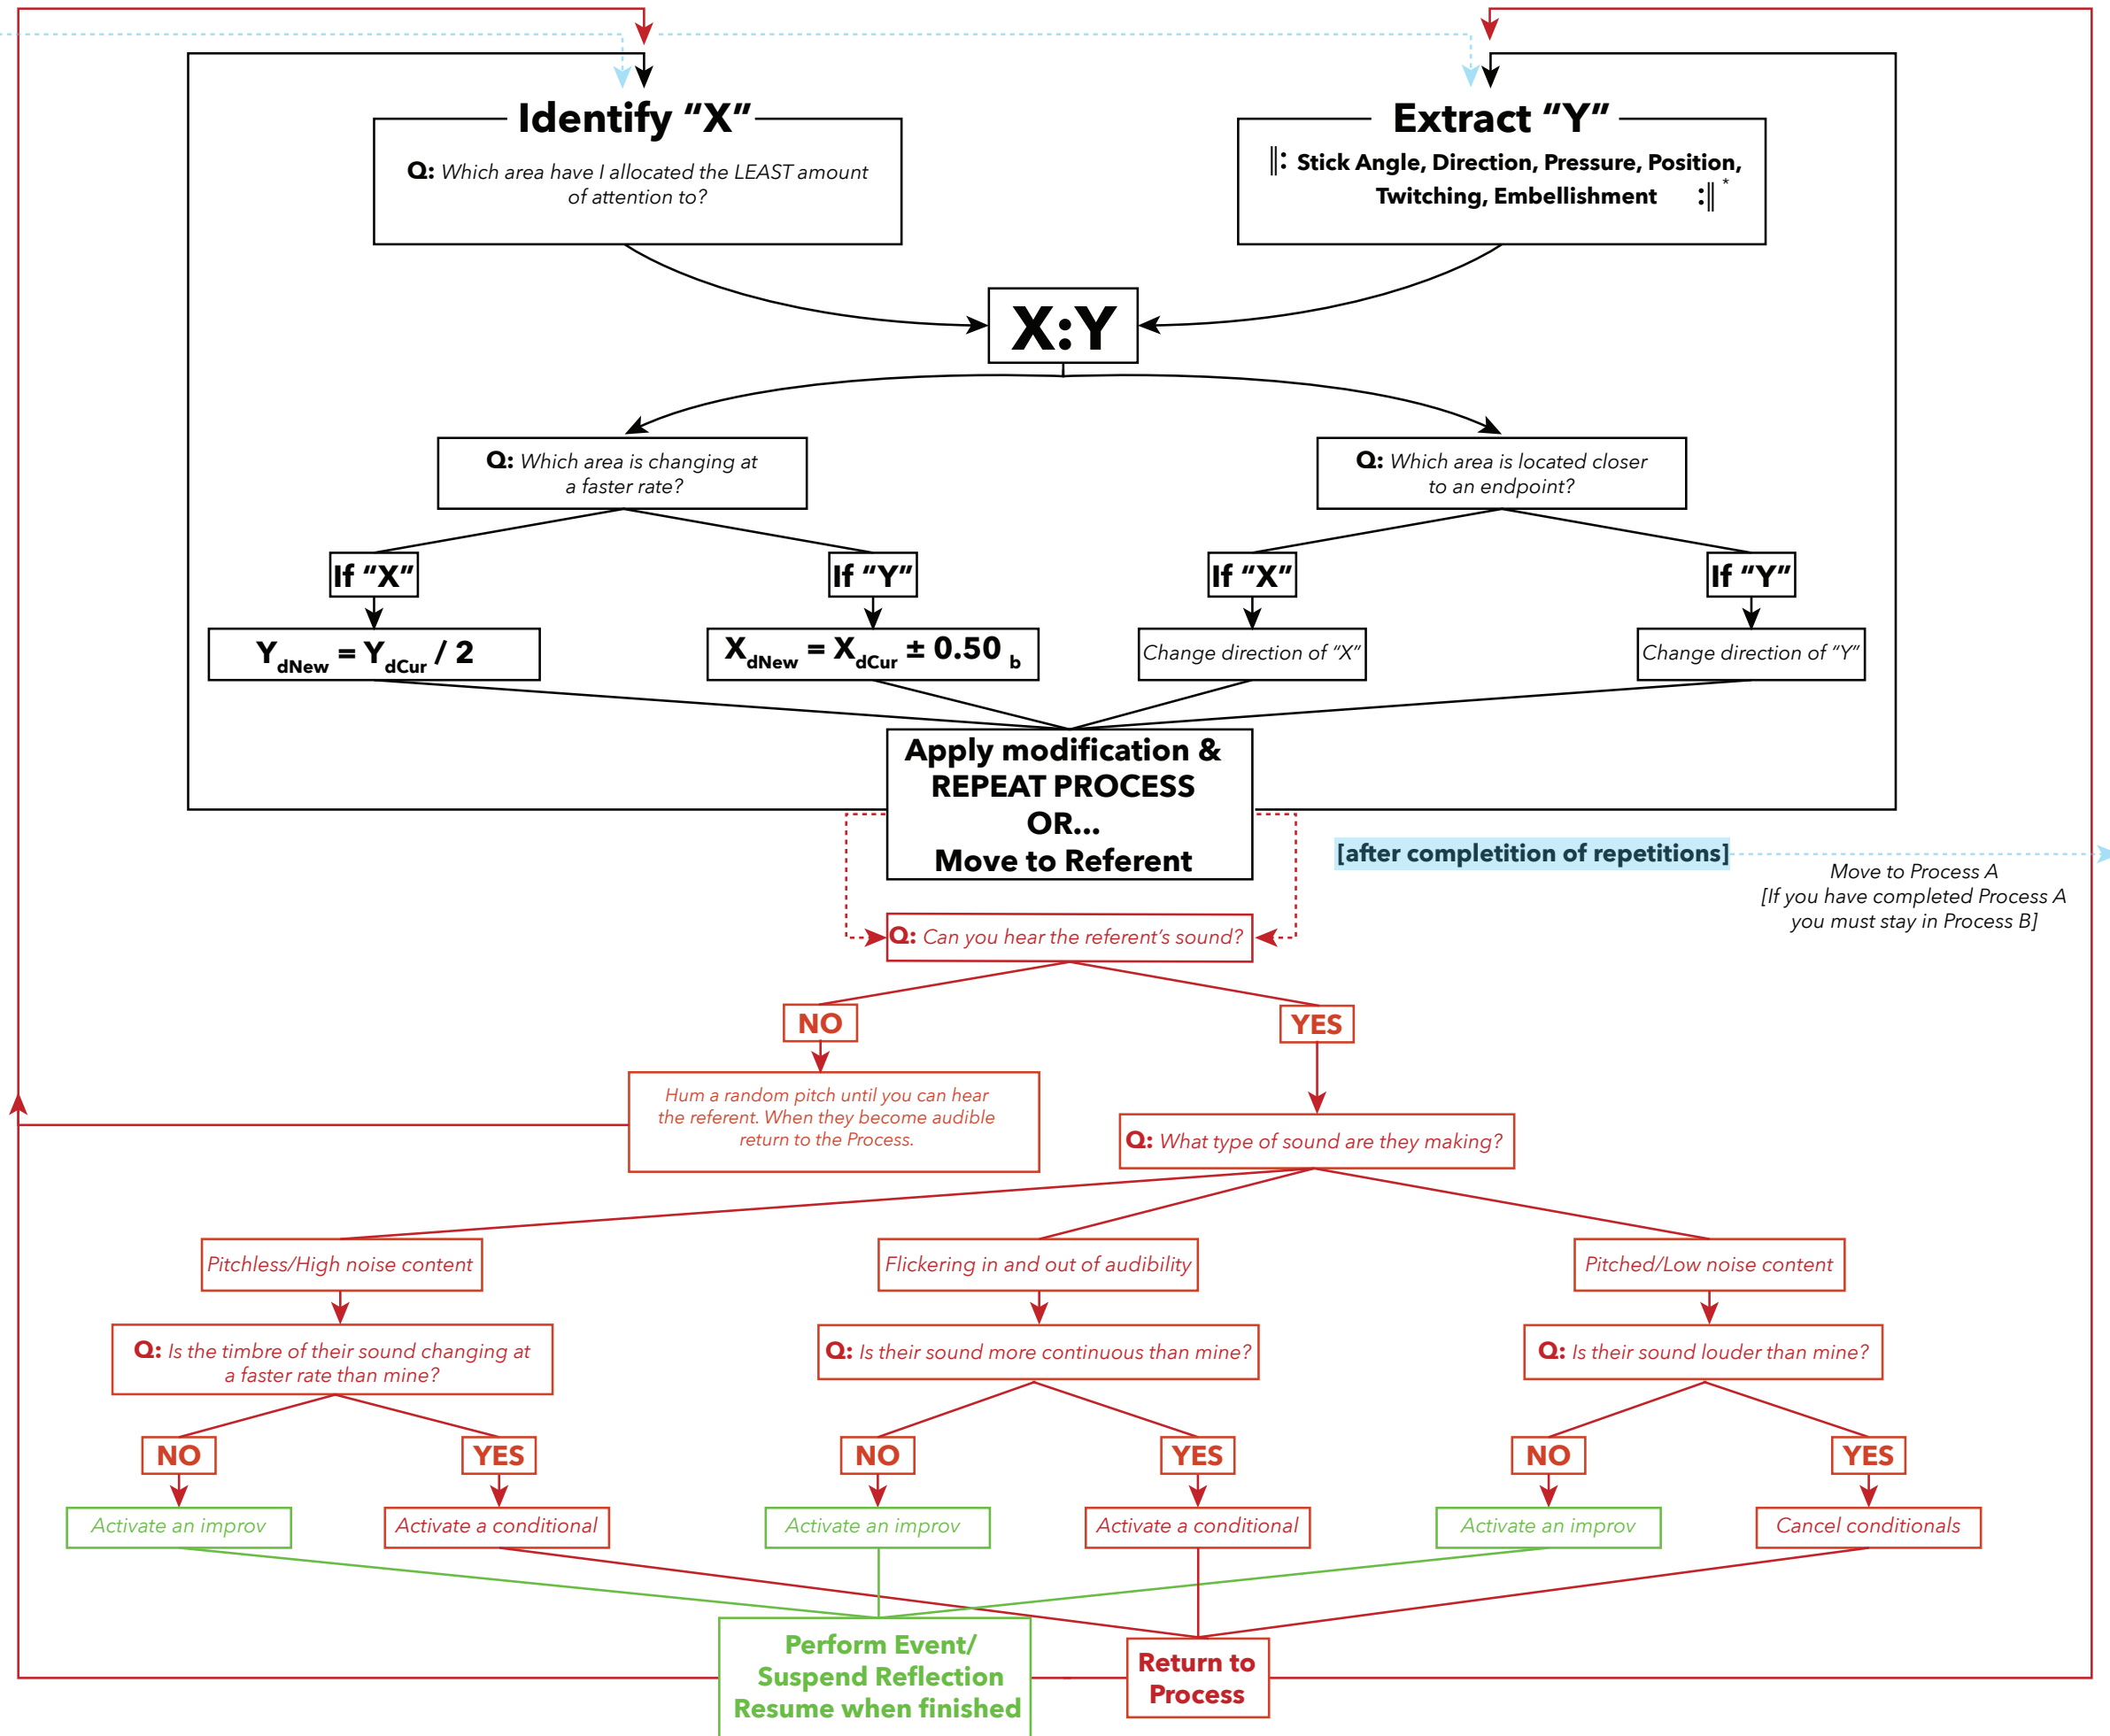 Identify “X”
Q: Which area have I allocated the LEAST amount
of attention to?
Extract “Y”
‖: Stick Angle, Direction, Pressure, Position,
Twitching, Embellishment :‖ *
X:Y
Q: Which area is changing at
a faster rate?
Q: Which area is located closer
to an endpoint?
If “X”
If “Y”
If “X”
If “Y”
YdNew = YdCur / 2
XdNew = XdCur ± 0.50 b
Change direction of “X”
Change direction of “Y”
Apply modification &
REPEAT PROCESS
OR...
Move to Referent
[after completition of repetitions]
Move to Process A
[If you have completed Process A
you must stay in Process B]
Q: Can you hear the referent’s sound?
NO
YES
Hum a random pitch until you can hear
the referent. When they become audible
return to the Process.
Q: What type of sound are they making?
Pitchless/High noise content
Flickering in and out of audibility
Pitched/Low noise content
Q: Is the timbre of their sound changing at
a faster rate than mine?
Q: Is their sound more continuous than mine?
Q: Is their sound louder than mine?
NO
YES
NO
YES
NO
YES
Activate an improv
Activate a conditional
Activate an improv
Activate a conditional
Activate an improv
Cancel conditionals
Perform Event/
Suspend Reflection
Resume when finished
Return to
Process